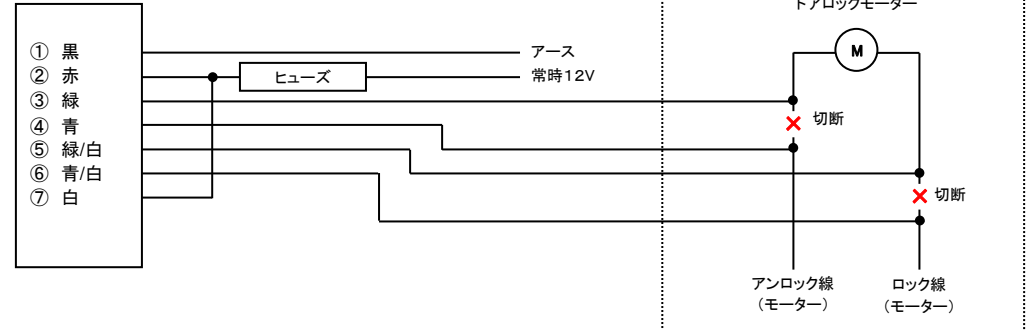 ドアロックモーター
M
① 黒
② 赤
③ 緑
④ 青
⑤ 緑/白
⑥ 青/白
⑦ 白
アース
ヒューズ
常時12V
切断
切断
アンロック線
(モーター)
ロック線
(モーター)